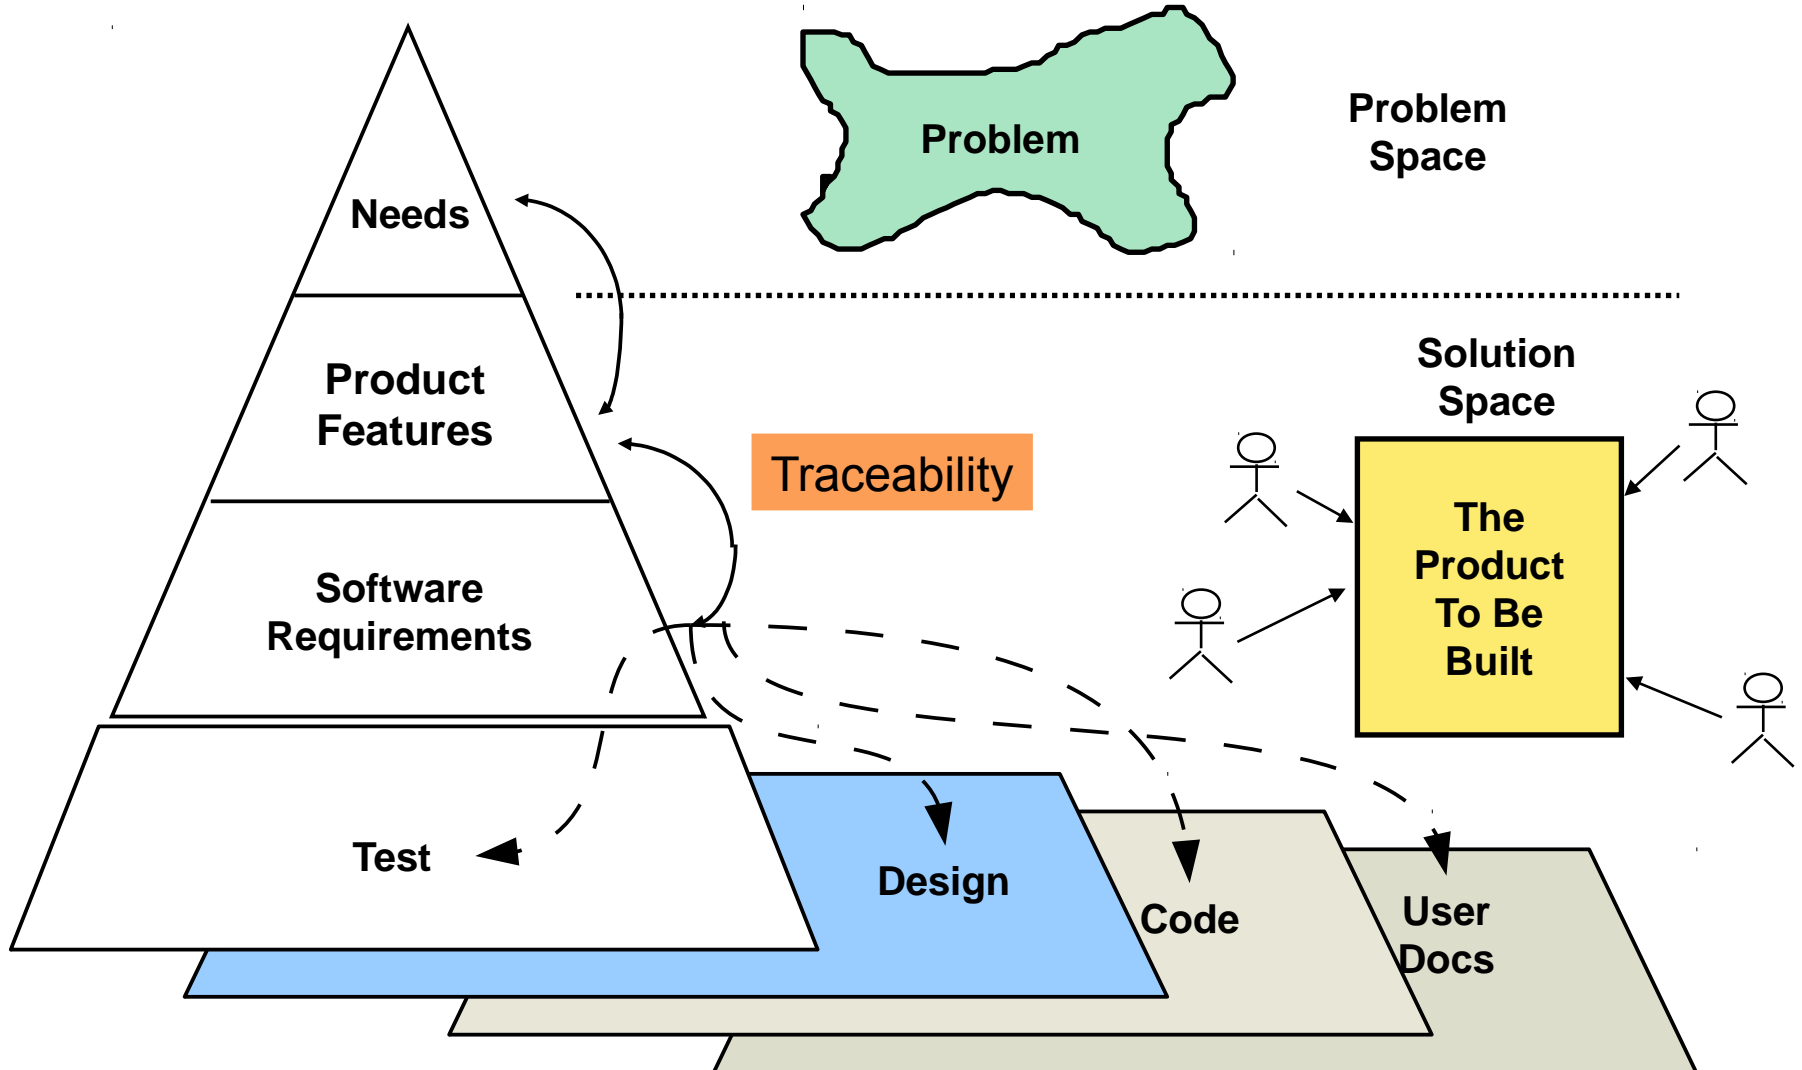 Problem
Problem
Space
Needs
Product
Features
Software
Requirements
Traceability
Solution
Space
The
Product
To Be
Built
Test
Design
Code
User
Docs